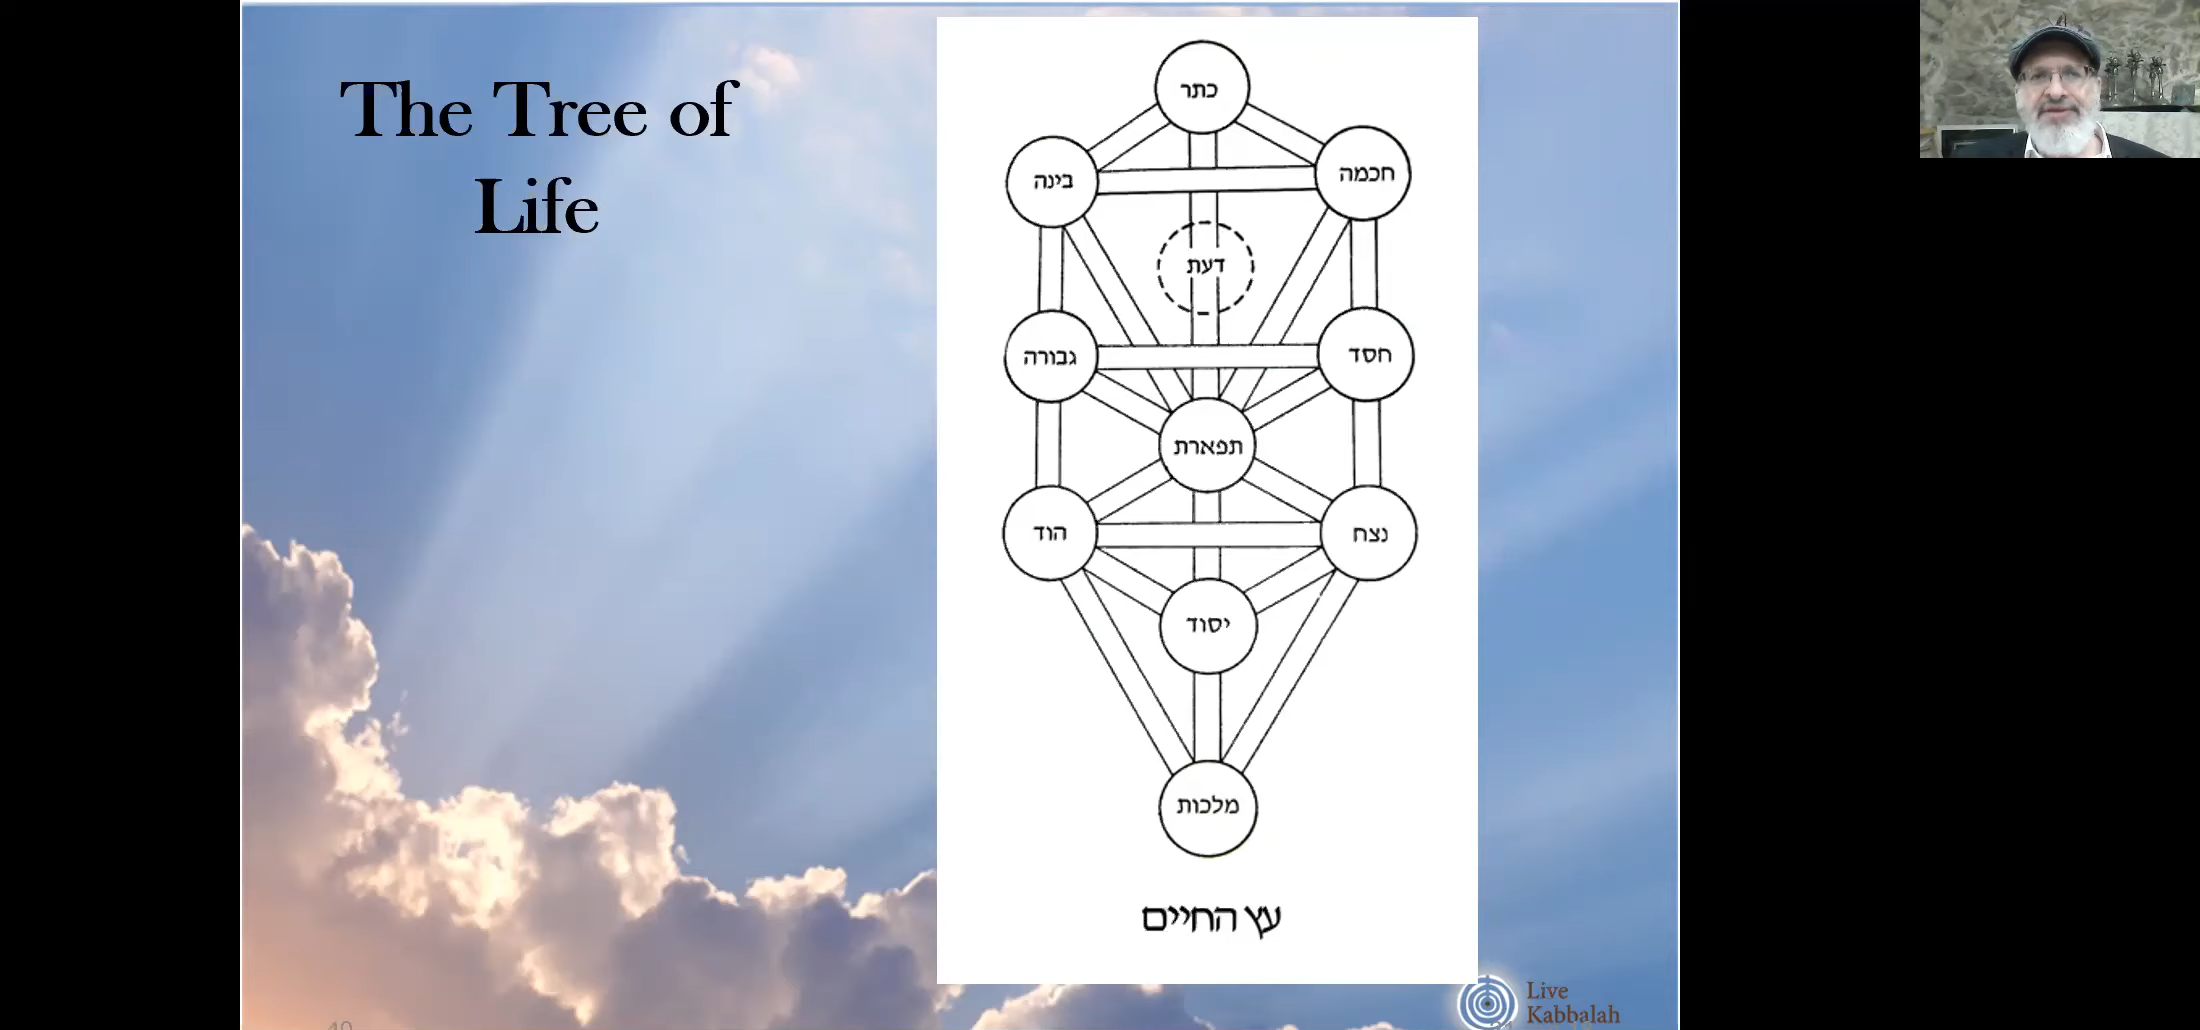 The Tree of
Life
כתר
חכמה
בינה
דעת
חסד
גבורה
תפארת
נצח
הוד
יסוד
מלכות
עץ החיים
Live
Kabbalah